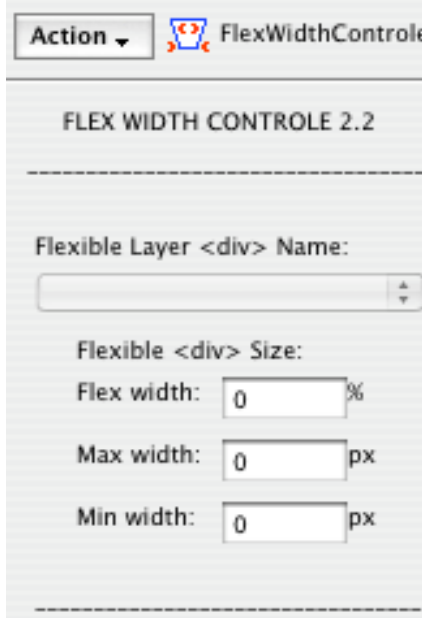 Action FlexWidthControle
FLEX WIDTH CONTROLE 2.2
Flexible Layer <div> Name:
Flexible <div> Size:
Flex width: 0 %
Max width: 0 px
Min width: 0 px